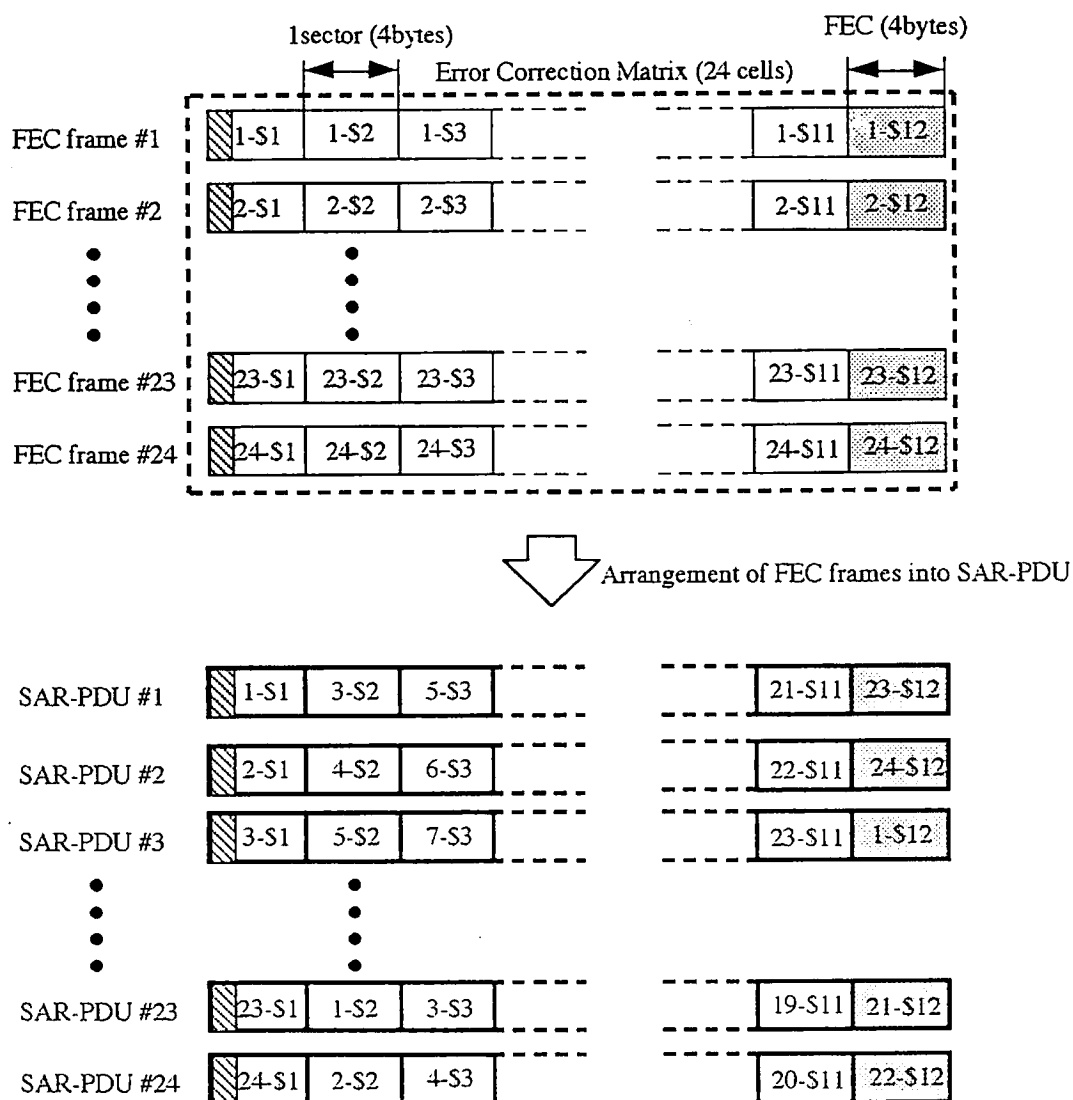 1sector (4bytes) FEC (4bytes)
Error Correction Matrix (24 cells)
FEC frame #1 1-S1 1-S2 1-S3 1-S11 1-S12
FEC frame #2 2-S1 2-S2 2-S3 2-S11 2-S12
FEC frame #23 23-S1 23-S2 23-S3 23-S11 23-S12
FEC frame #24 24-S1 24-S2 24-S3 24-S11 24-S12
Arrangement of FEC frames into SAR-PDU
SAR-PDU #1 1-S1 3-S2 5-S3 21-S11 23-S12
SAR-PDU #2 2-S1 4-S2 6-S3 22-S11 24-S12
SAR-PDU #3 3-S1 5-S2 7-S3 23-S11 1-S12
SAR-PDU #23 23-S1 1-S2 3-S3 19-S11 21-S12
SAR-PDU #24 24-S1 2-S2 4-S3 20-S11 22-S12